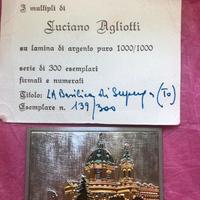 I multipli di
Luciano Agliotti
su lamina di argento puro 1000/1000
serie di 300 esemplari
firmati e numerati
Titolo: LA Basilica Di Superga (To)
Esemplare n. 139/300